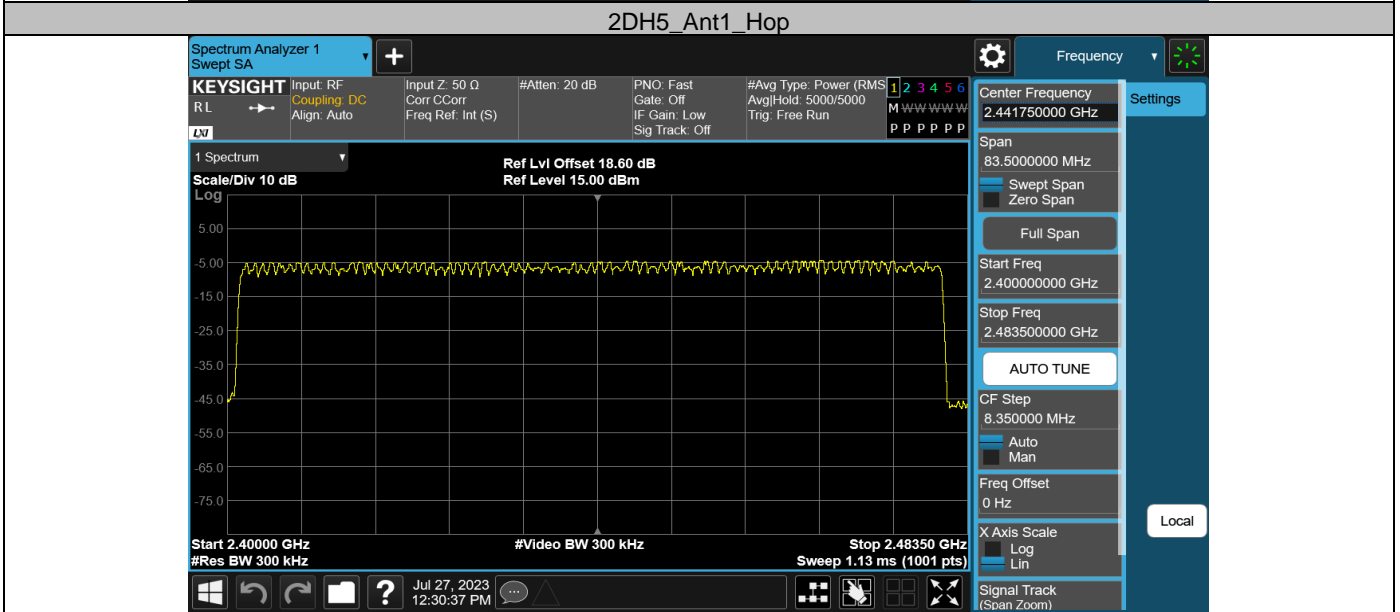 2DH5_Ant1_Hop
Spectrum Analyzer 1
Swept SA
+
Frequency
KEYSIGHT
R L
LXI
Input: RF
Coupling: DC
Align: Auto
Input Z: 50 Ω
Corr CCorr
Freq Ref: Int (S)
#Atten: 20 dB
PNO: Fast
Gate: Off
IF Gain: Low
Sig Track: Off
#Avg Type: Power (RMS
Avg|Hold: 5000/5000
Trig: Free Run
1 2 3 4 5 6
M W W W W W
P P P P P P
1 Spectrum
Scale/Div 10 dB
Ref Lvl Offset 18.60 dB
Ref Level 15.00 dBm
Log
5.00
-5.00
-15.0
-25.0
-35.0
-45.0
-55.0
-65.0
-75.0
Start 2.40000 GHz
#Res BW 300 kHz
#Video BW 300 kHz
Stop 2.48350 GHz
Sweep 1.13 ms (1001 pts)
?
Jul 27, 2023
12:30:37 PM
Center Frequency
2.441750000 GHz
Span
83.5000000 MHz
Swept Span
Zero Span
Full Span
Start Freq
2.400000000 GHz
Stop Freq
2.483500000 GHz
AUTO TUNE
CF Step
8.350000 MHz
Auto
Man
Freq Offset
0 Hz
X Axis Scale
Log
Lin
Signal Track
(Span Zoom)
Settings
Local